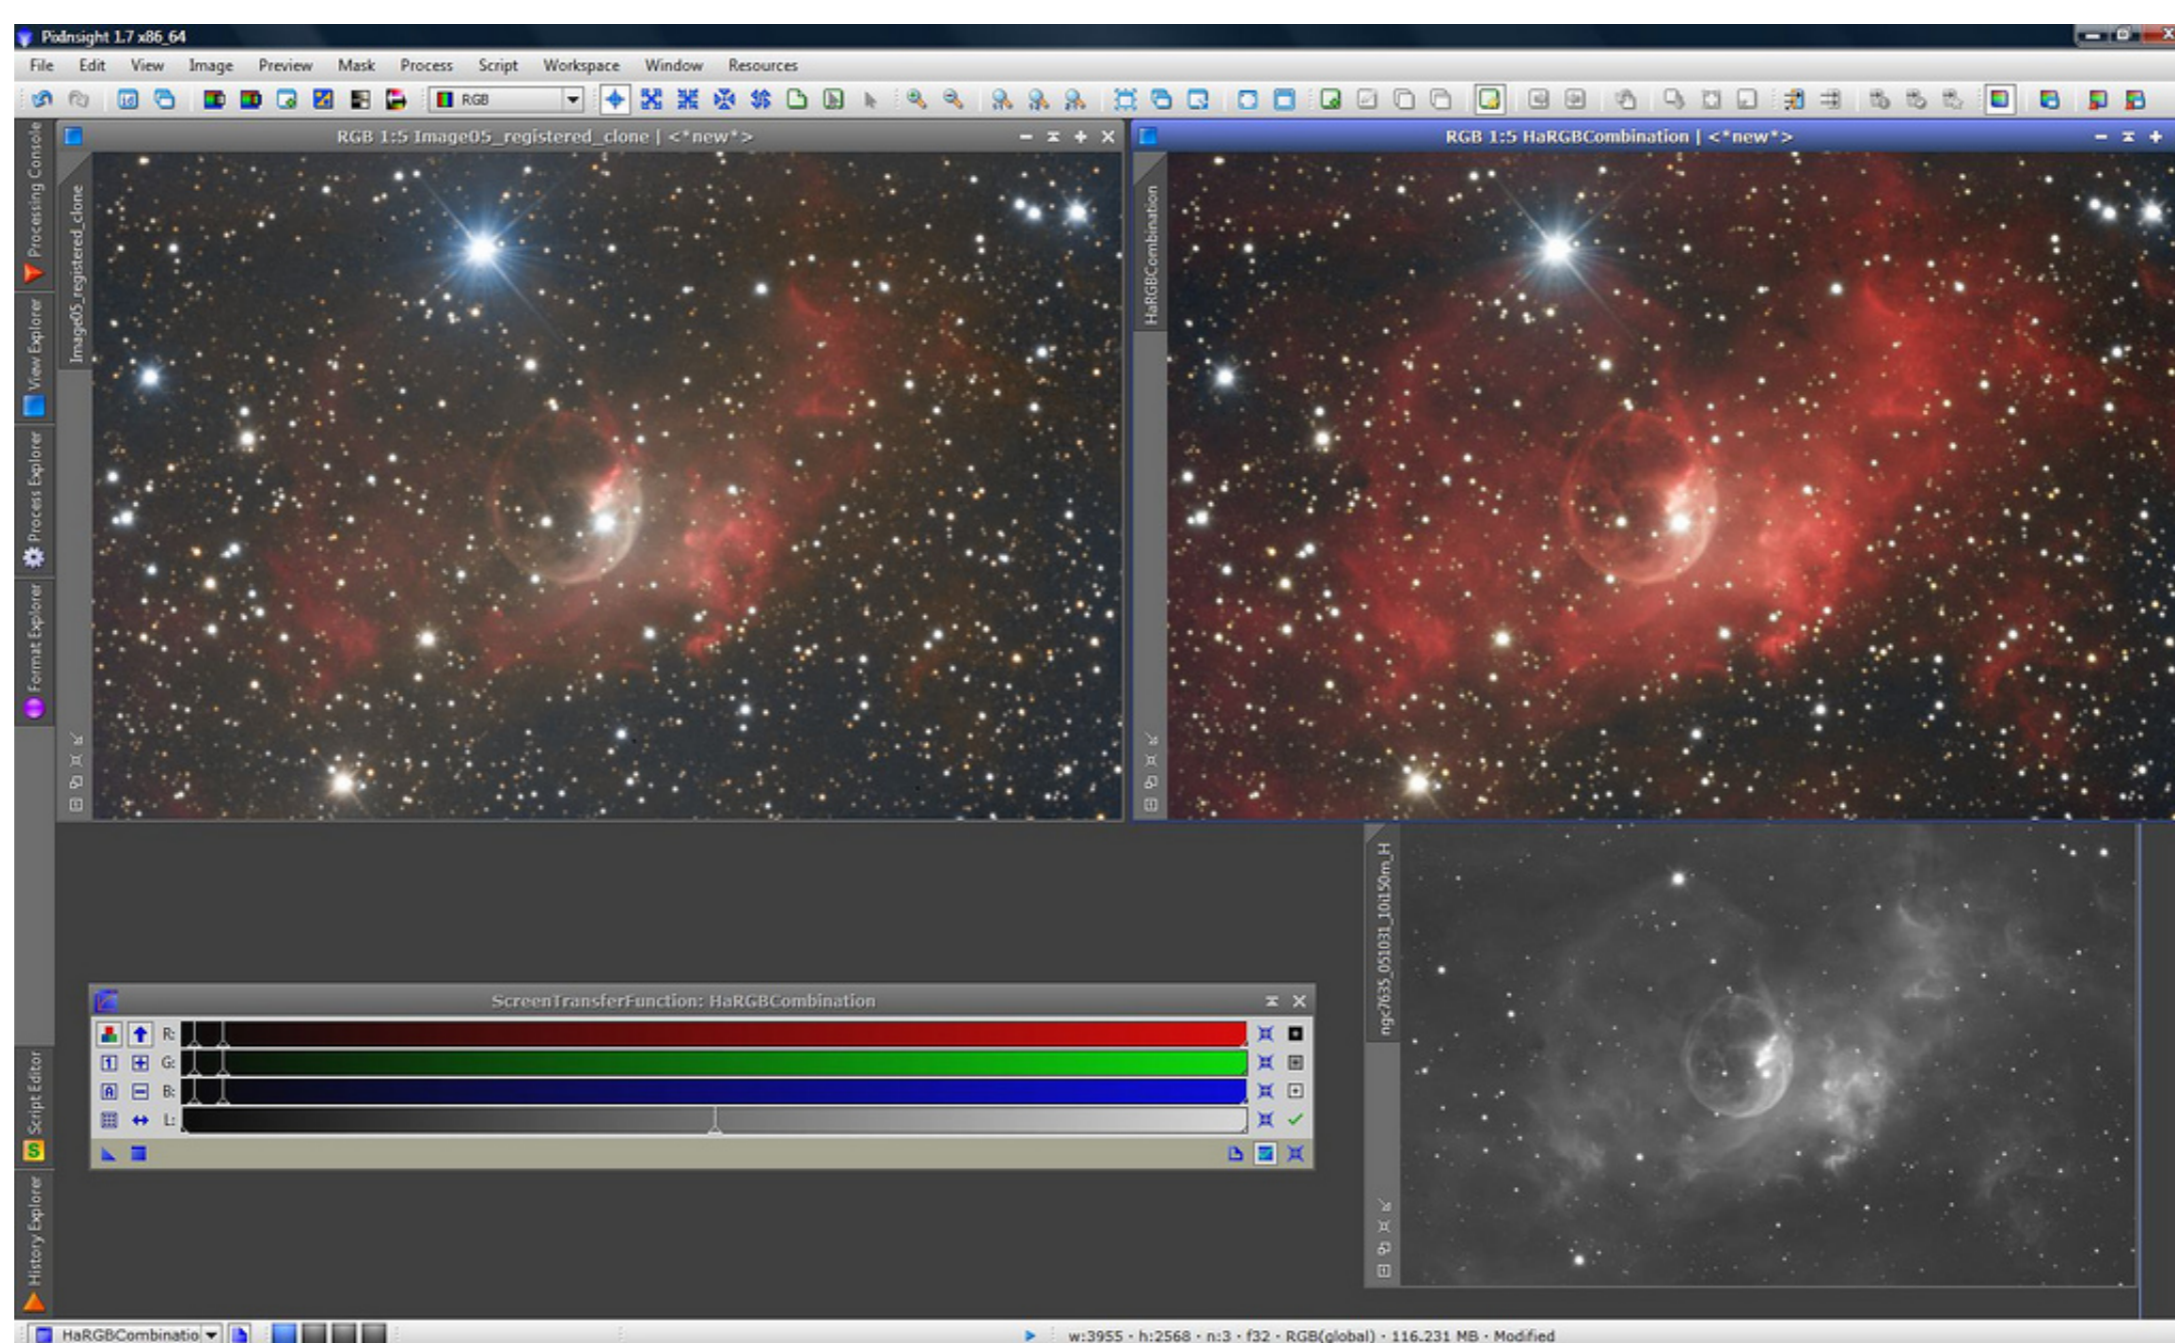 PixInsight 1.7 x86_64
File Edit View Image Preview Mask Process Script Workspace Window Resources
RGB
RGB 1:5 Image05_registered_clone | <*new*>
RGB 1:5 HaRGBCombination | <*new*>
Processing Console
View Explorer
Process Explorer
Format Explorer
Script Editor
History Explorer
Image05_registered_clone
HaRGBCombination
ngc7635_051031_10i150m_H
ScreenTransferFunction: HaRGBCombination
R:
G:
B:
L:
HaRGBCombinatio
w:3955 · h:2568 · n:3 · f32 · RGB(global) · 116.231 MB · Modified